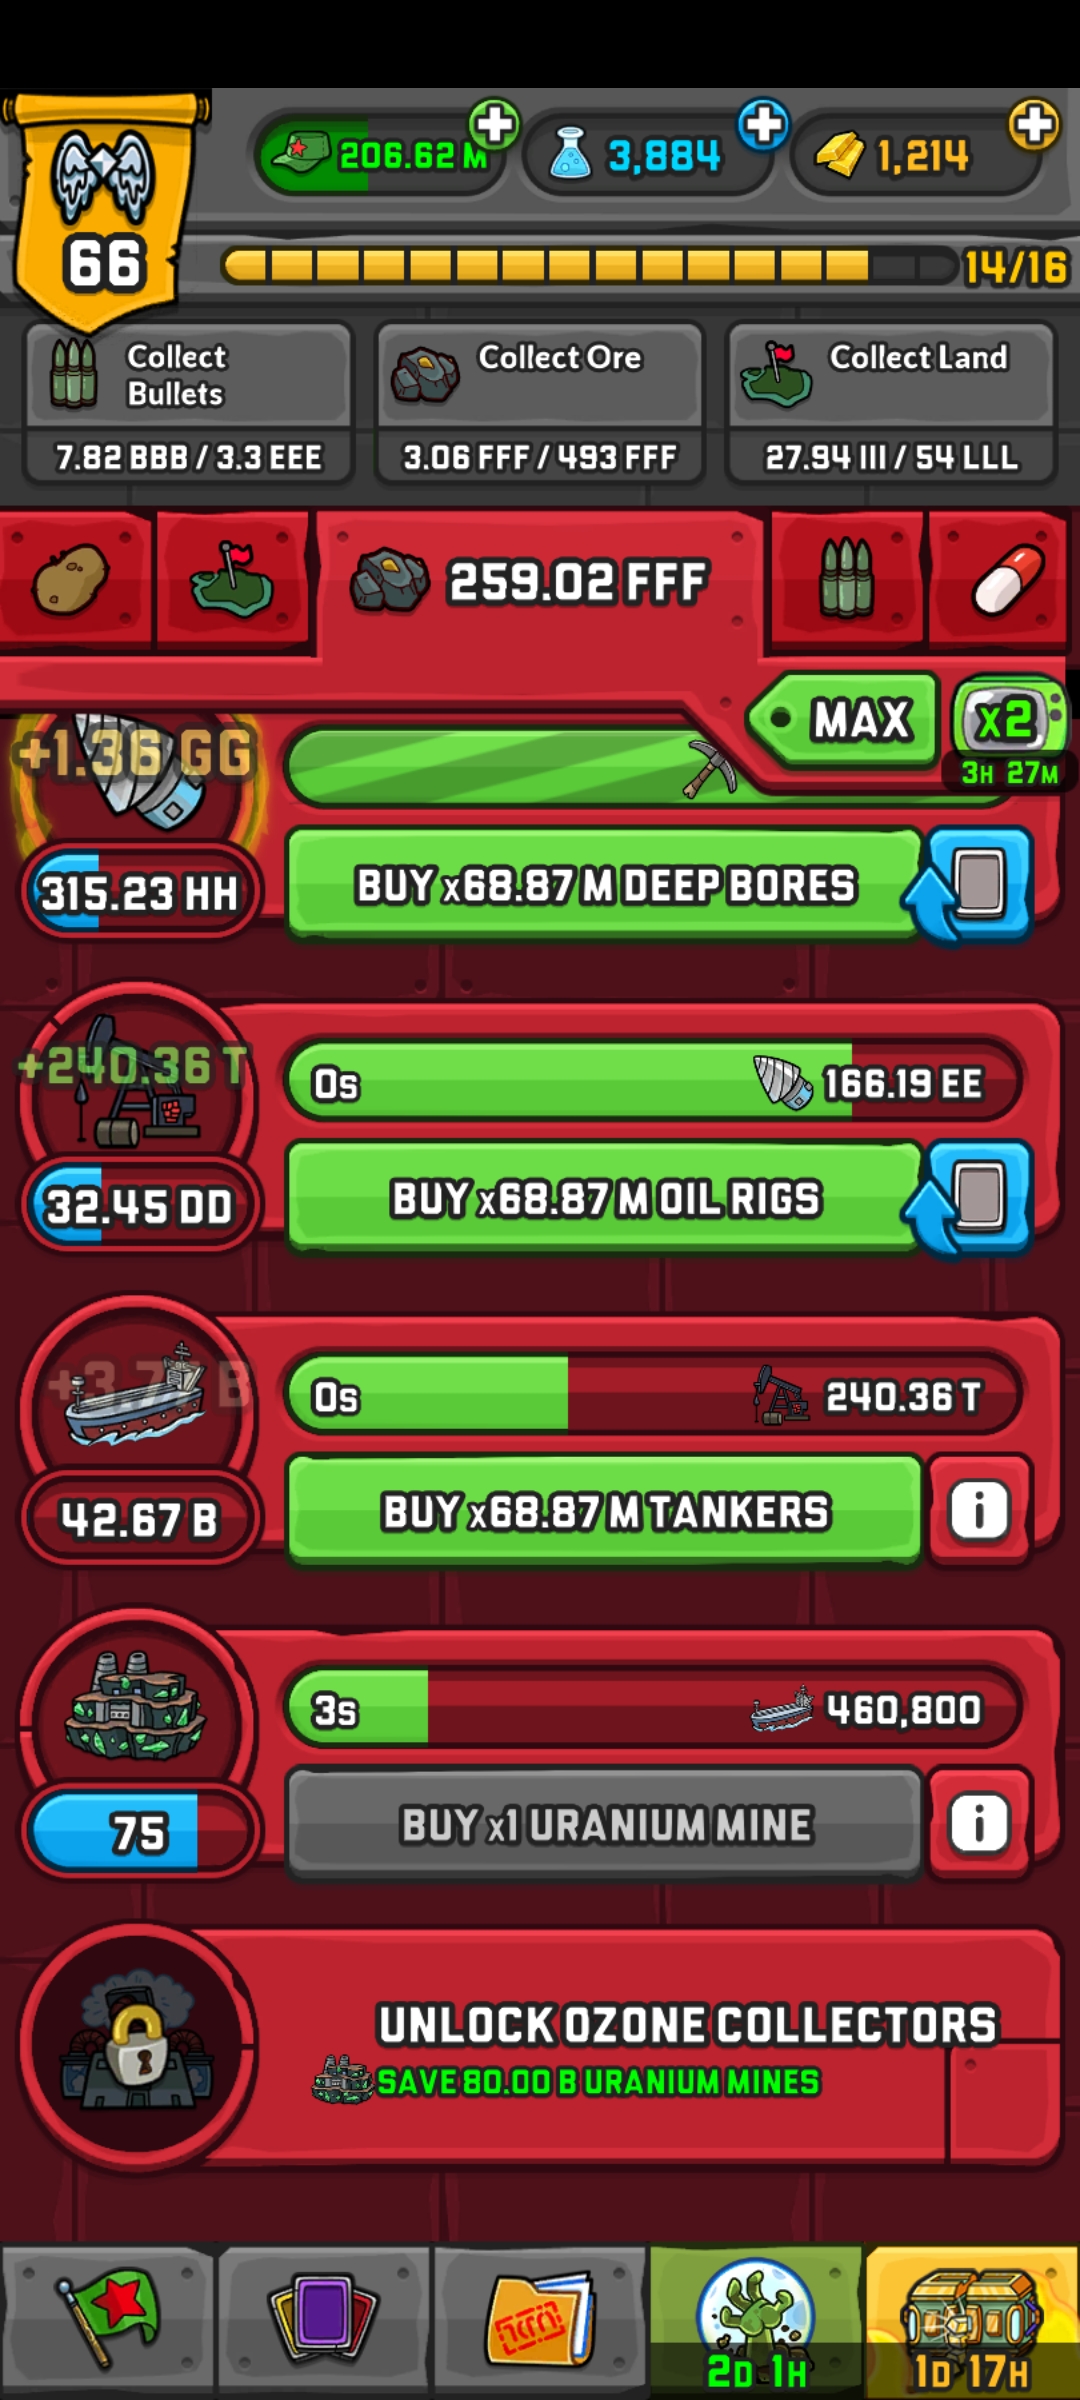 206.62 M
3,884
1,214
66
14/16
Collect
Bullets
7.82 BBB / 3.3 EEE
Collect Ore
3.06 FFF / 493 FFF
Collect Land
27.94 III / 54 LLL
259.02 FFF
MAX
x2
3H 27M
+1.36 GG
315.23 HH
BUY x68.87 M DEEP BORES
+240.36 T
0s
166.19 EE
32.45 DD
BUY x68.87 M OIL RIGS
0s
240.36 T
42.67 B
BUY x68.87 M TANKERS
i
3s
460,800
75
BUY x1 URANIUM MINE
i
UNLOCK OZONE COLLECTORS
SAVE 80.00 B URANIUM MINES
2D 1H
1D 17H